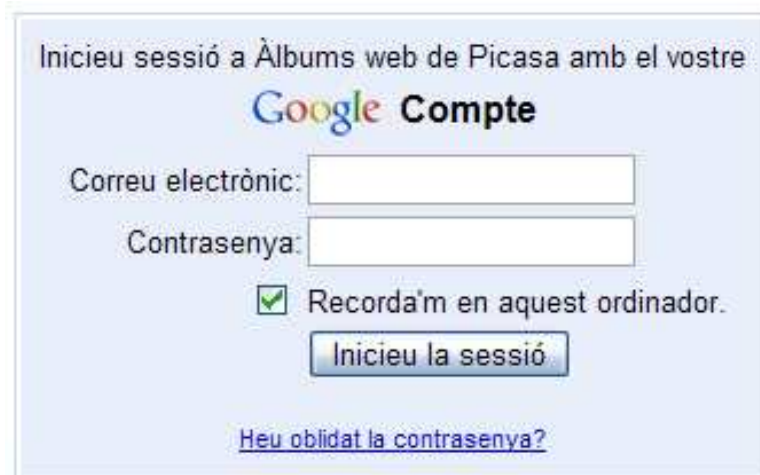 Inicieu sessió a Àlbums web de Picasa amb el vostre
Google Compte
Correu electrònic:
Contrasenya:
Recorda'm en aquest ordinador.
Inicieu la sessió
Heu oblidat la contrasenya?